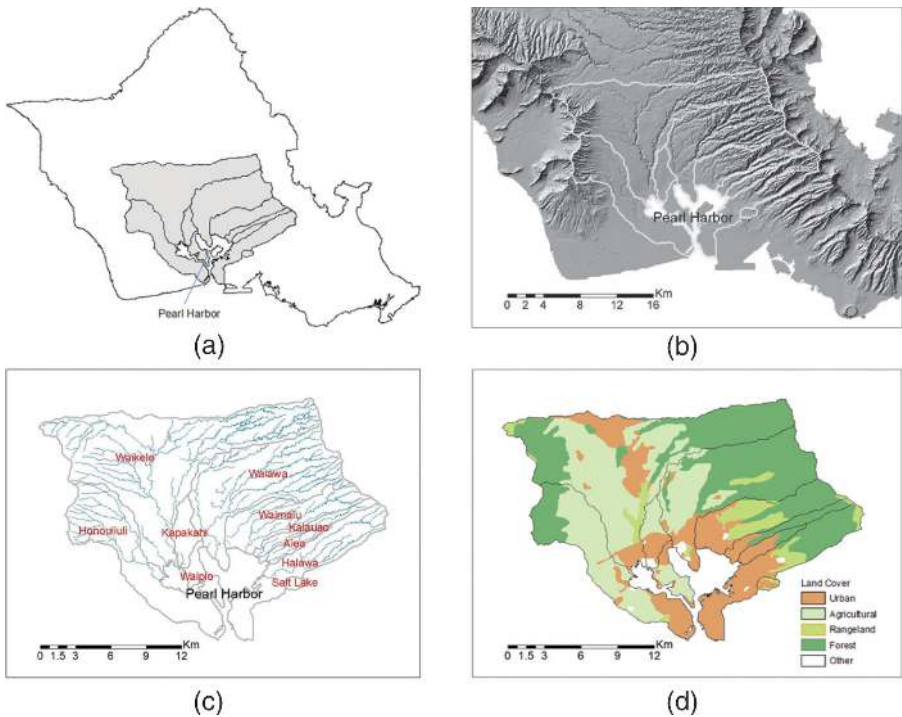 Pearl Harbor
(a)
Pearl Harbor
Km
0 2 4 8 12 16
(b)
Waikele
Waiawa
Waimalu
Kalauao
Honouliuli
Kapakahi
Aiea
Halawa
Waipio
Salt Lake
Pearl Harbor
Km
0 1.5 3 6 9 12
(c)
Land Cover
Urban
Agricultural
Rangeland
Forest
Other
Km
0 1.5 3 6 9 12
(d)